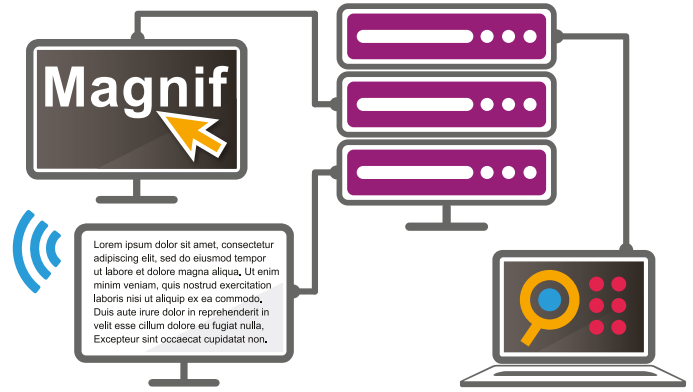 Magnif
Lorem ipsum dolor sit amet, consectetur
adipiscing elit, sed do eiusmod tempor
ut labore et dolore magna aliqua. Ut enim
minim veniam, quis nostrud exercitation
laboris nisi ut aliquip ex ea commodo.
Duis aute irure dolor in reprehenderit in
velit esse cillum dolore eu fugiat nulla,
Excepteur sint occaecat cupidatat non.